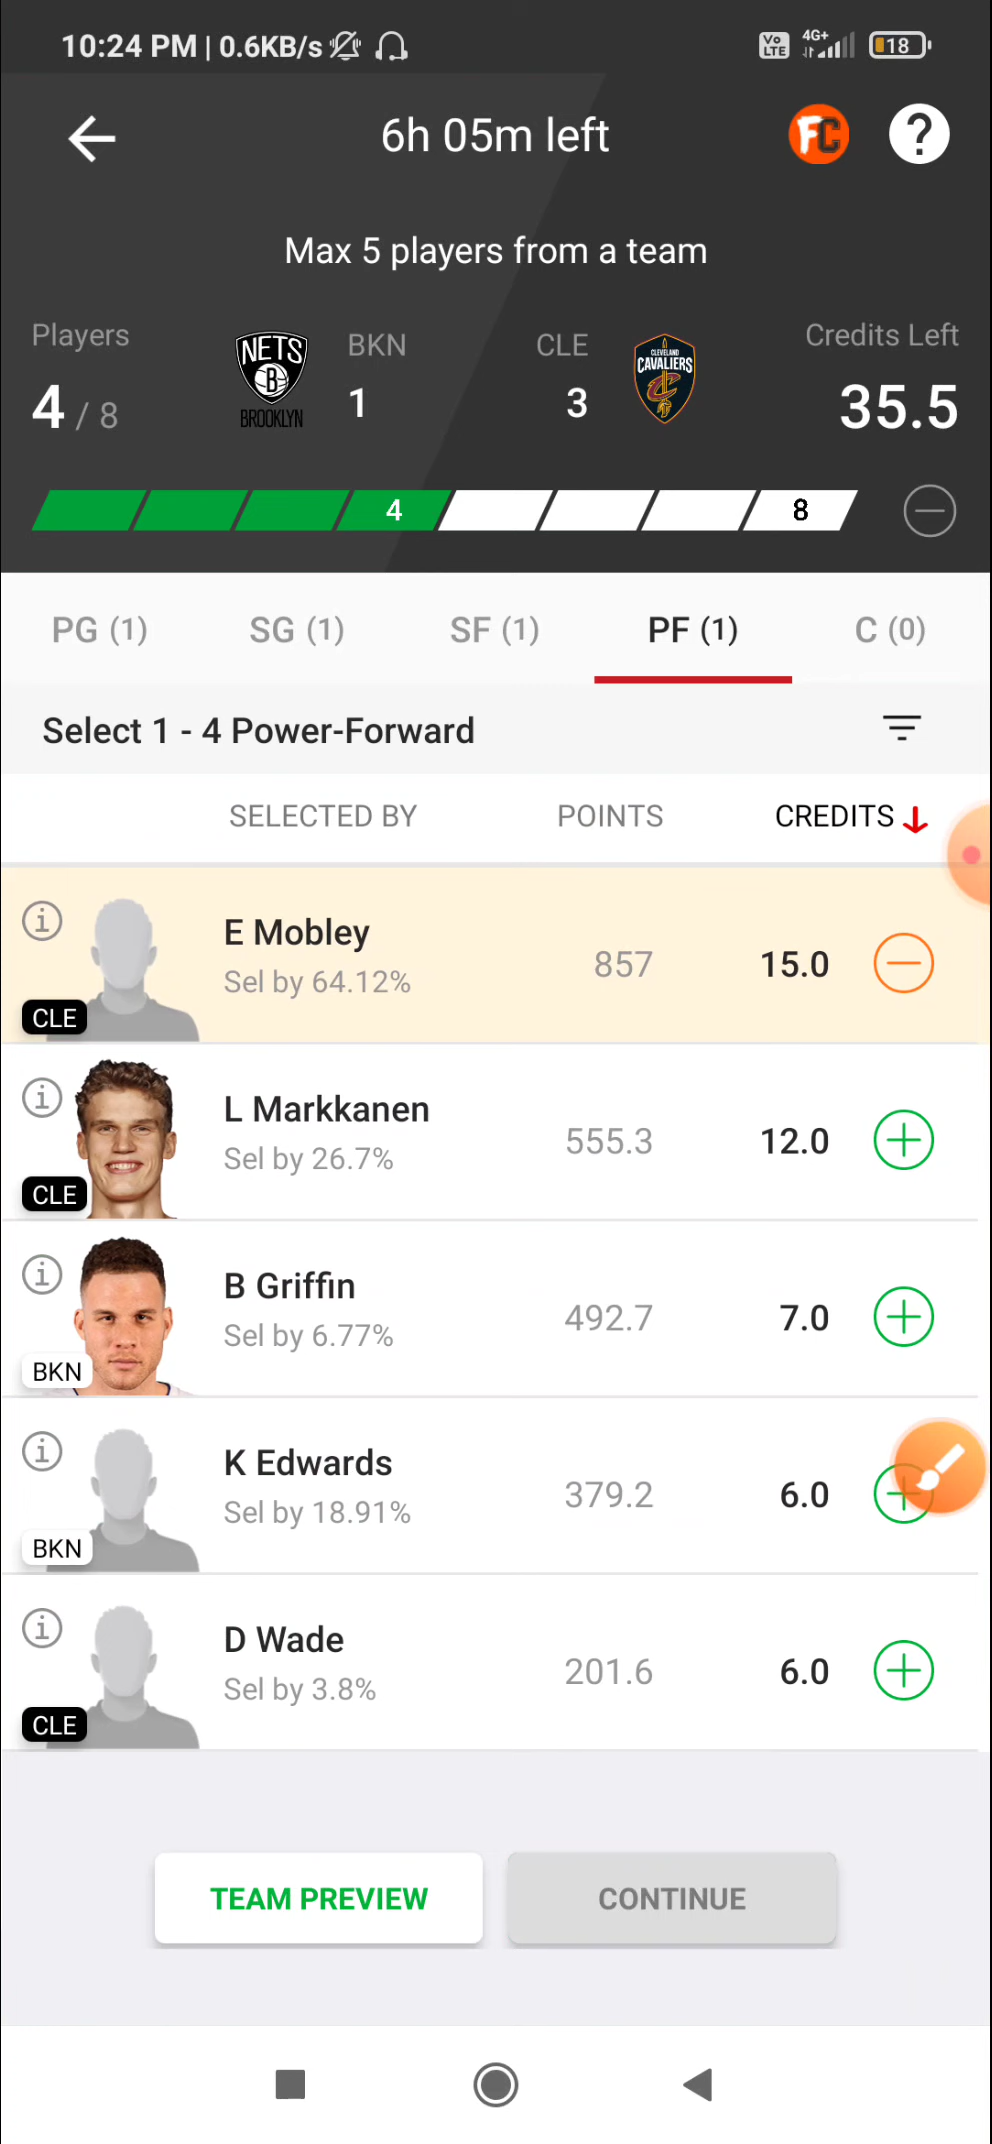 10:24 PM | 0.6KB/s Vo LTE 4G+ 18
6h 05m left FC ?
Max 5 players from a team
Players BKN CLE Credits Left
NETS B BROOKLYN CLEVELAND CAVALIERS C
4 / 8 1 3 35.5
4 8
PG (1) SG (1) SF (1) PF (1) C (0)
Select 1 - 4 Power-Forward
SELECTED BY POINTS CREDITS
i E Mobley
Sel by 64.12% 857 15.0
CLE
i L Markkanen
Sel by 26.7% 555.3 12.0
CLE
i B Griffin
Sel by 6.77% 492.7 7.0
BKN
i K Edwards
Sel by 18.91% 379.2 6.0
BKN
i D Wade
Sel by 3.8% 201.6 6.0
CLE
TEAM PREVIEW CONTINUE